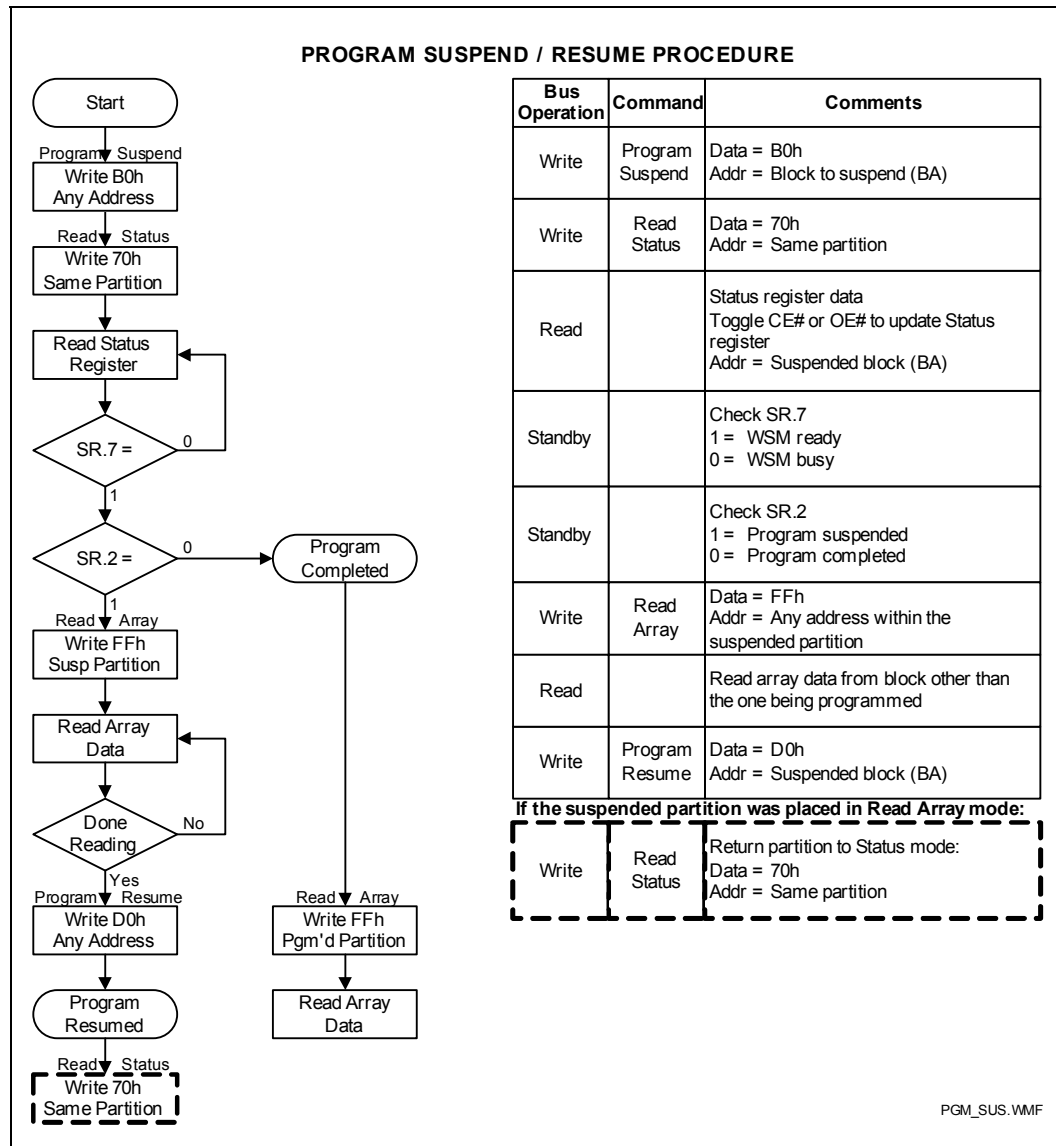 PROGRAM SUSPEND / RESUME PROCEDURE
Start
Program Suspend
Write B0h
Any Address
Read Status
Write 70h
Same Partition
Read Status
Register
SR.7 =
0
1
SR.2 =
0
Program
Completed
1
Read Array
Write FFh
Susp Partition
Read Array
Data
Done
Reading
No
Yes
Program Resume
Write D0h
Any Address
Read Array
Write FFh
Pgm'd Partition
Program
Resumed
Read Array
Data
Read Status
Write 70h
Same Partition
Bus
Operation
Command
Comments
Write
Program
Suspend
Data = B0h
Addr = Block to suspend (BA)
Write
Read
Status
Data = 70h
Addr = Same partition
Read
Status register data
Toggle CE# or OE# to update Status
register
Addr = Suspended block (BA)
Standby
Check SR.7
1 = WSM ready
0 = WSM busy
Standby
Check SR.2
1 = Program suspended
0 = Program completed
Write
Read
Array
Data = FFh
Addr = Any address within the
suspended partition
Read
Read array data from block other than
the one being programmed
Write
Program
Resume
Data = D0h
Addr = Suspended block (BA)
If the suspended partition was placed in Read Array mode:
Write
Read
Status
Return partition to Status mode:
Data = 70h
Addr = Same partition
PGM_SUS.WMF